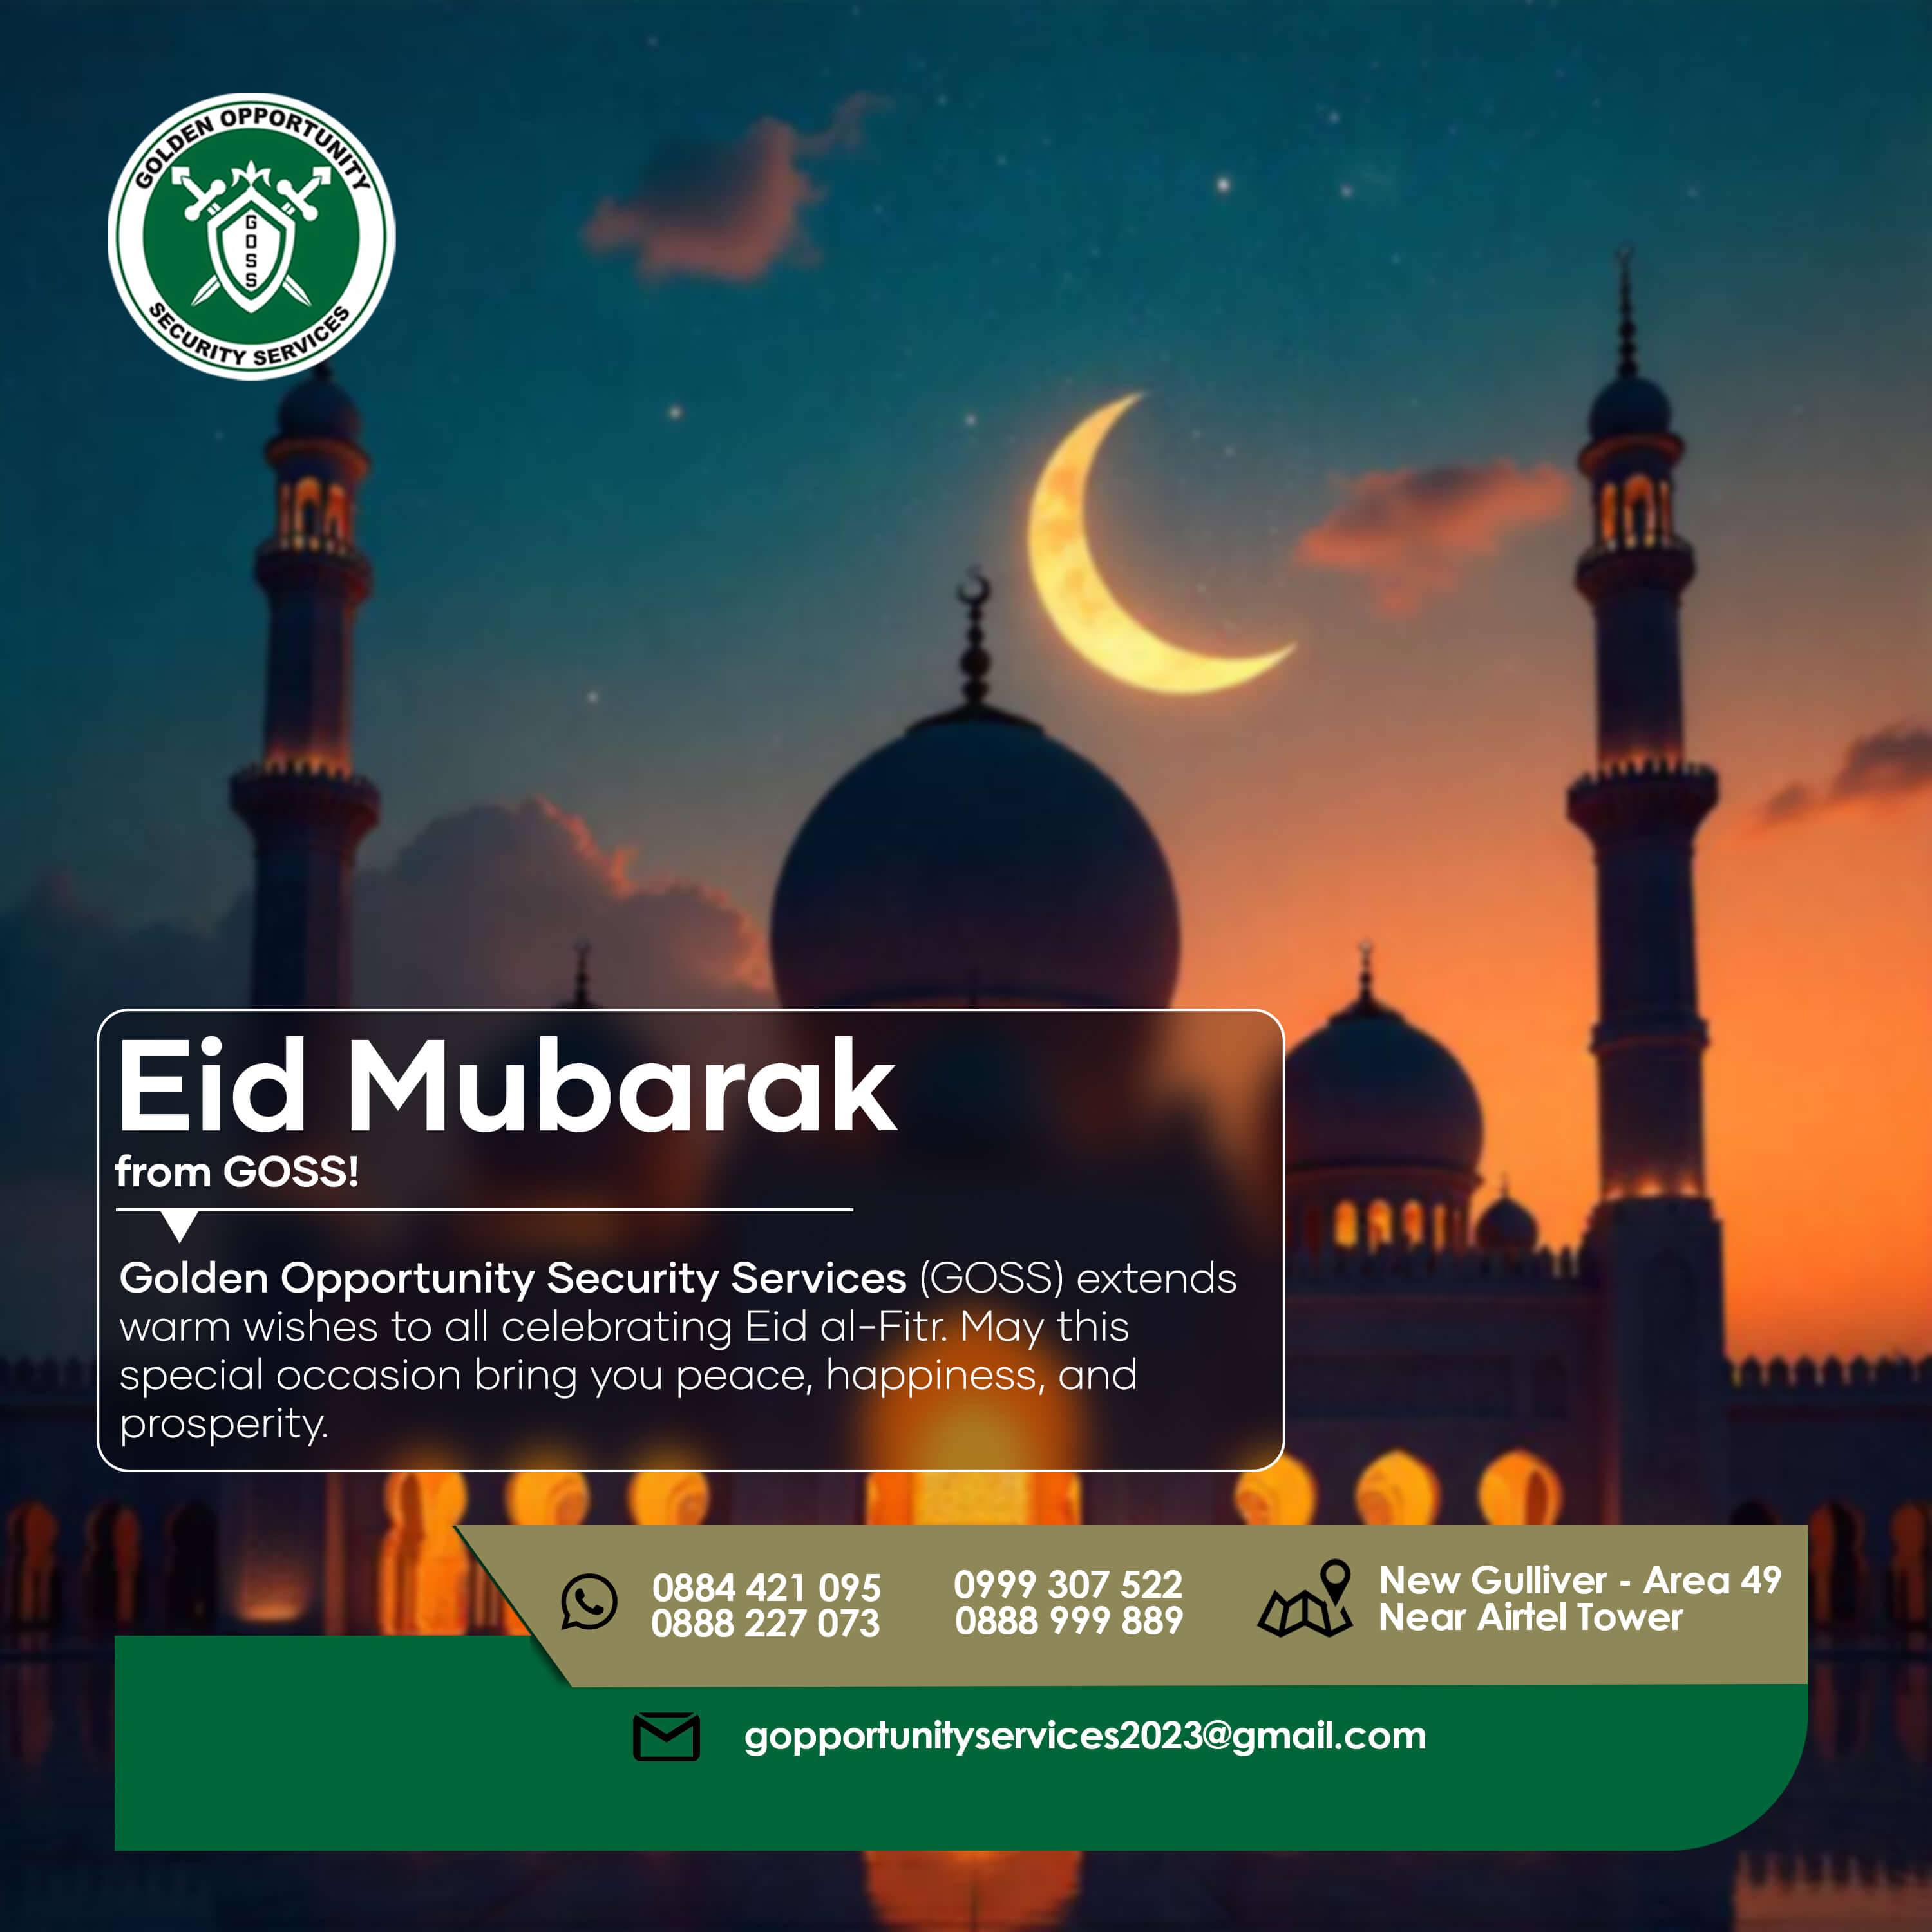 GOLDEN OPPORTUNITY
GOSS
SECURITY SERVICES
Eid Mubarak
from GOSS!
Golden Opportunity Security Services (GOSS) extends
warm wishes to all celebrating Eid al-Fitr. May this
special occasion bring you peace, happiness, and
prosperity.
0884 421 095
0888 227 073
0999 307 522
0888 999 889
New Gulliver - Area 49
Near Airtel Tower
gopportunityservices2023@gmail.com